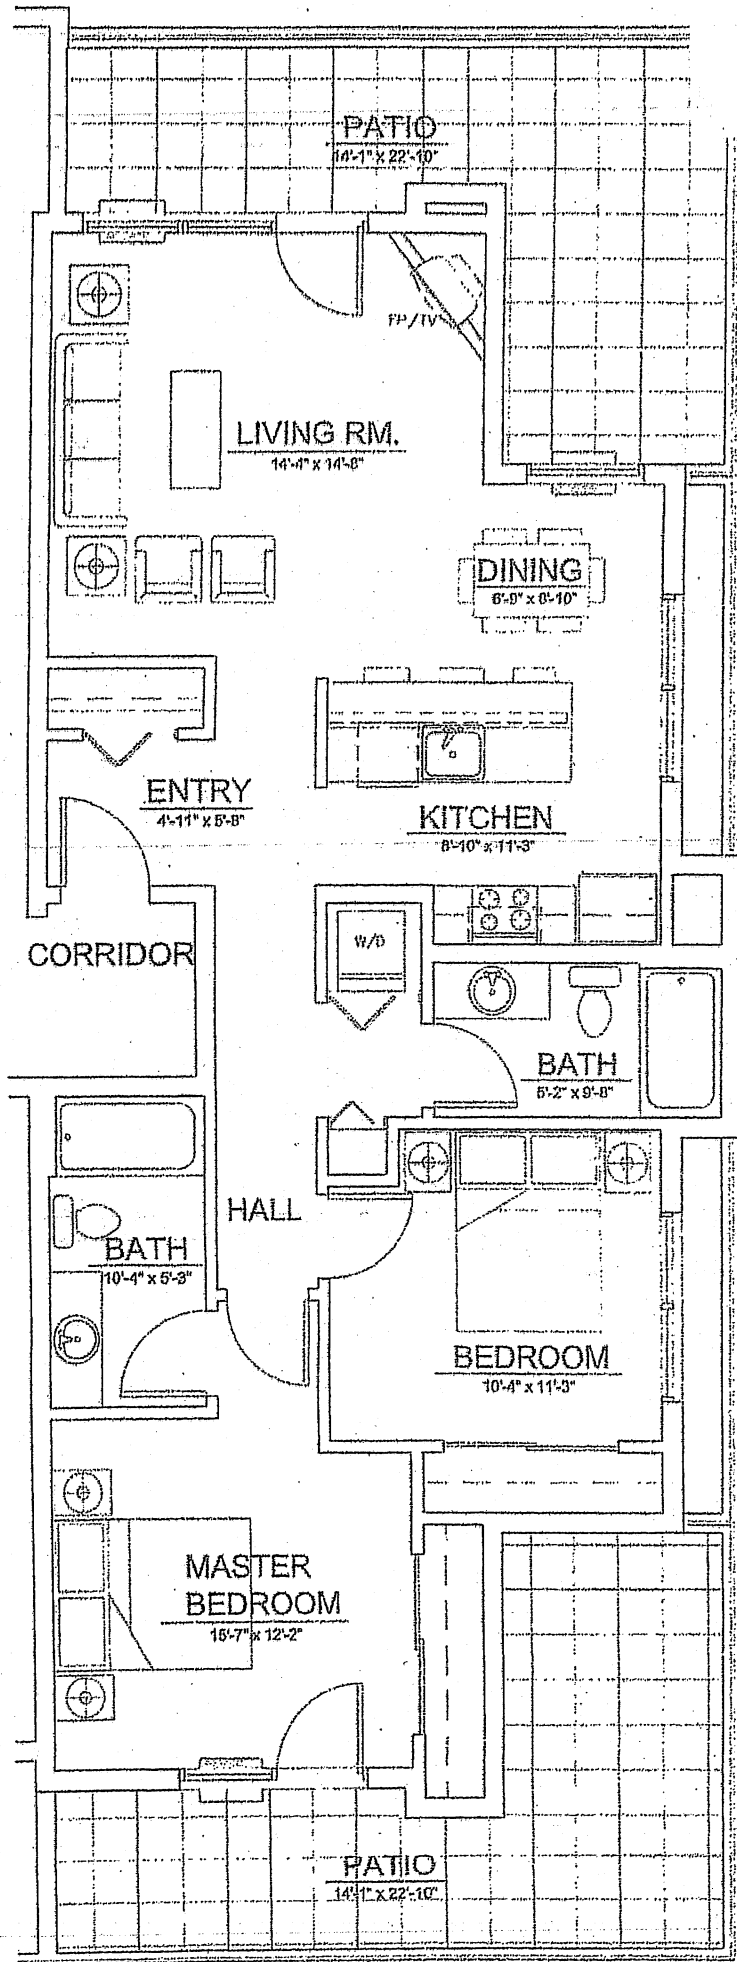 PATIO
14'-1" x 22'-10"
FP/TV
LIVING RM.
14'-4" x 14'-8"
DINING
6'-9" x 8'-10"
ENTRY
4'-11" x 5'-8"
KITCHEN
8'-10" x 11'-3"
CORRIDOR
W/D
BATH
5'-2" x 9'-8"
HALL
BATH
10'-4" x 5'-3"
BEDROOM
10'-4" x 11'-3"
MASTER
BEDROOM
15'-7" x 12'-2"
PATIO
14'-1" x 22'-10"